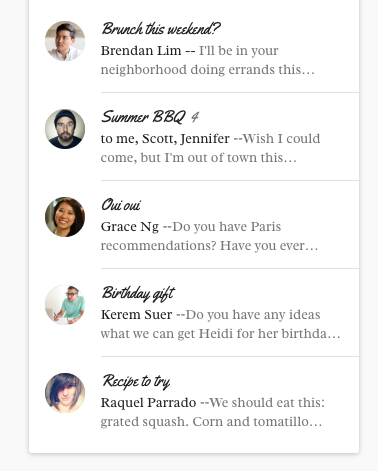 Brunch this weekend?
Brendan Lim -- I'll be in your
neighborhood doing errands this…
Summer BBQ 4
to me, Scott, Jennifer --Wish I could
come, but I'm out of town this…
Oui oui
Grace Ng --Do you have Paris
recommendations? Have you ever…
Birthday gift
Kerem Suer --Do you have any ideas
what we can get Heidi for her birthda…
Recipe to try
Raquel Parrado --We should eat this:
grated squash. Corn and tomatillo…